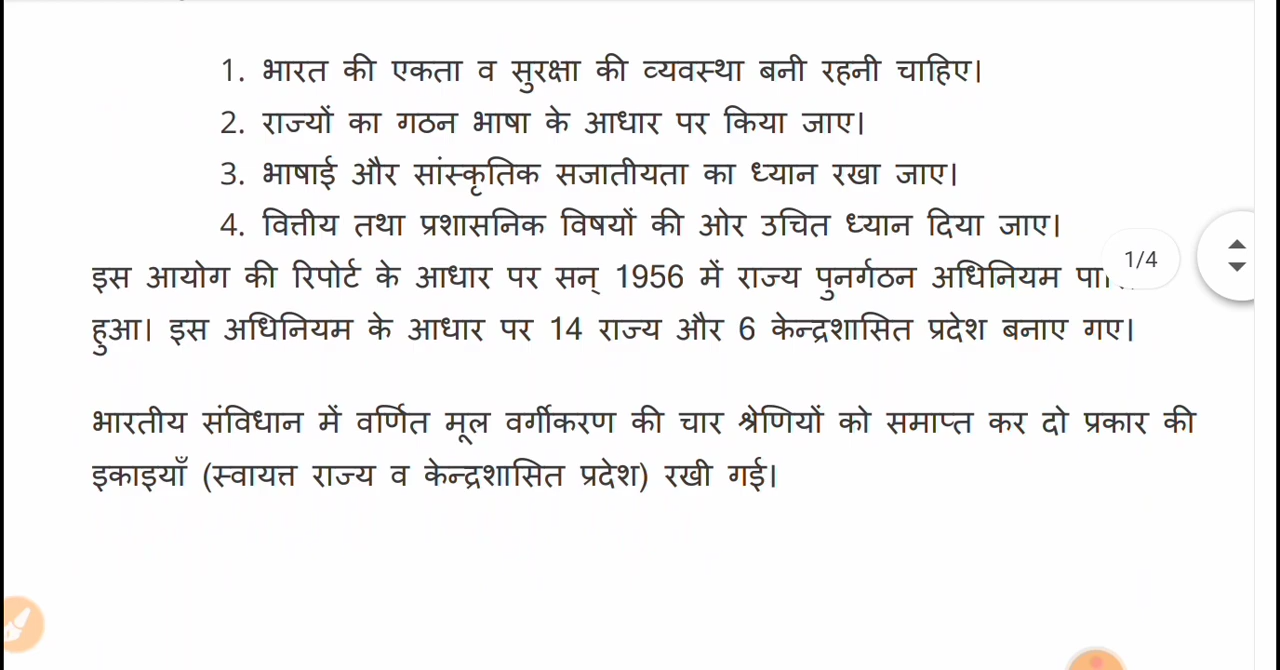 1. भारत की एकता व सुरक्षा की व्यवस्था बनी रहनी चाहिए।
2. राज्यों का गठन भाषा के आधार पर किया जाए।
3. भाषाई और सांस्कृतिक सजातीयता का ध्यान रखा जाए।
4. वित्तीय तथा प्रशासनिक विषयों की ओर उचित ध्यान दिया जाए।
इस आयोग की रिपोर्ट के आधार पर सन् 1956 में राज्य पुनर्गठन अधिनियम
1/4
हुआ। इस अधिनियम के आधार पर 14 राज्य और 6 केन्द्रशासित प्रदेश बनाए गए।
भारतीय संविधान में वर्णित मूल वर्गीकरण की चार श्रेणियों को समाप्त कर दो प्रकार की
इकाइयाँ (स्वायत्त राज्य व केन्द्रशासित प्रदेश) रखी गई।